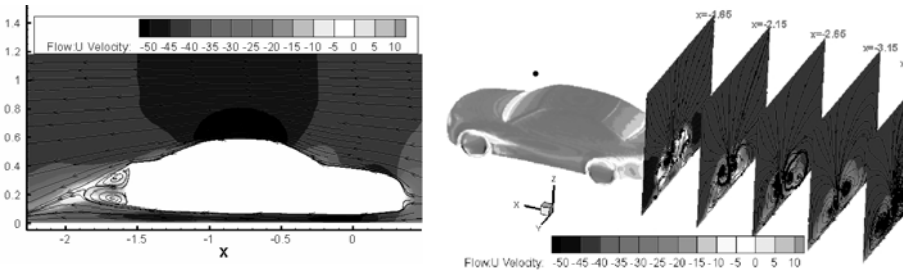 1.4
-50 -45 -40 -35 -30 -25 -20 -15 -10 -5 0 5 10
1.2
Flow.U Velocity:
1
0.8
0.6
0.4
0.2
0
-2 -1.5 -1 -0.5 0
X
x=-1.65
x=-2.15
x=-2.65
x=-3.15
x
Z
X
Y
Flow.U Velocity: -50 -45 -40 -35 -30 -25 -20 -15 -10 -5 0 5 10